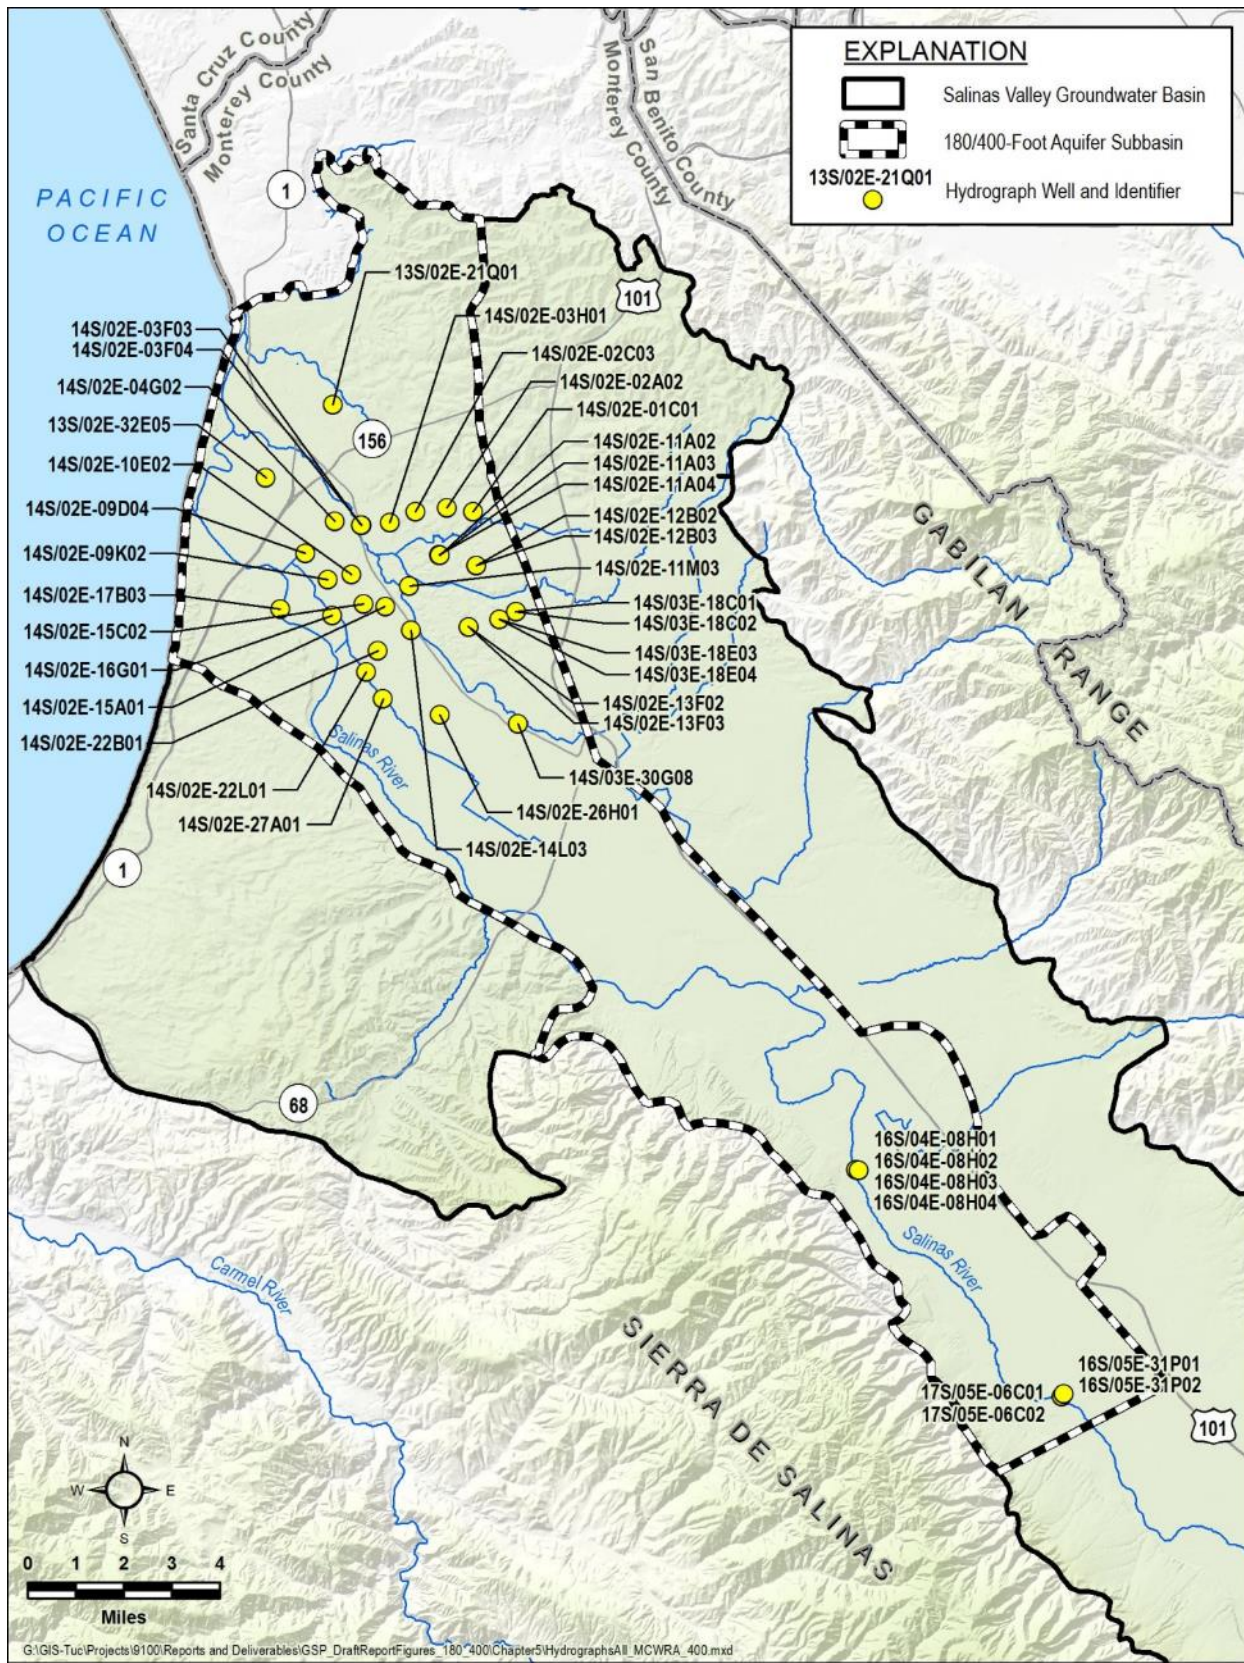 Santa Cruz County
Monterey County
San Benito County
Monterey County
EXPLANATION
Salinas Valley Groundwater Basin
180/400-Foot Aquifer Subbasin
13S/02E-21Q01
Hydrograph Well and Identifier
PACIFIC
OCEAN
1
101
13S/02E-21Q01
14S/02E-03H01
14S/02E-03F03
14S/02E-03F04
14S/02E-02C03
14S/02E-02A02
14S/02E-04G02
14S/02E-01C01
13S/02E-32E05
156
14S/02E-11A02
14S/02E-11A03
14S/02E-11A04
14S/02E-10E02
14S/02E-09D04
14S/02E-12B02
14S/02E-12B03
14S/02E-09K02
14S/02E-11M03
14S/02E-17B03
14S/03E-18C01
14S/03E-18C02
14S/02E-15C02
14S/03E-18E03
14S/03E-18E04
14S/02E-16G01
14S/02E-13F02
14S/02E-13F03
14S/02E-15A01
14S/02E-22B01
GABILAN
RANGE
Salinas River
14S/03E-30G08
14S/02E-22L01
14S/02E-26H01
14S/02E-27A01
14S/02E-14L03
1
68
16S/04E-08H01
16S/04E-08H02
16S/04E-08H03
16S/04E-08H04
Salinas River
Carmel River
SIERRA DE SALINAS
16S/05E-31P01
16S/05E-31P02
17S/05E-06C01
17S/05E-06C02
101
N
W E
S
0 1 2 3 4
Miles
G:\GIS-Tuc\Projects\9100\Reports and Deliverables\GSP_DraftReportFigures_180_400\Chapter5\HydrographsAll_MCWRA_400.mxd